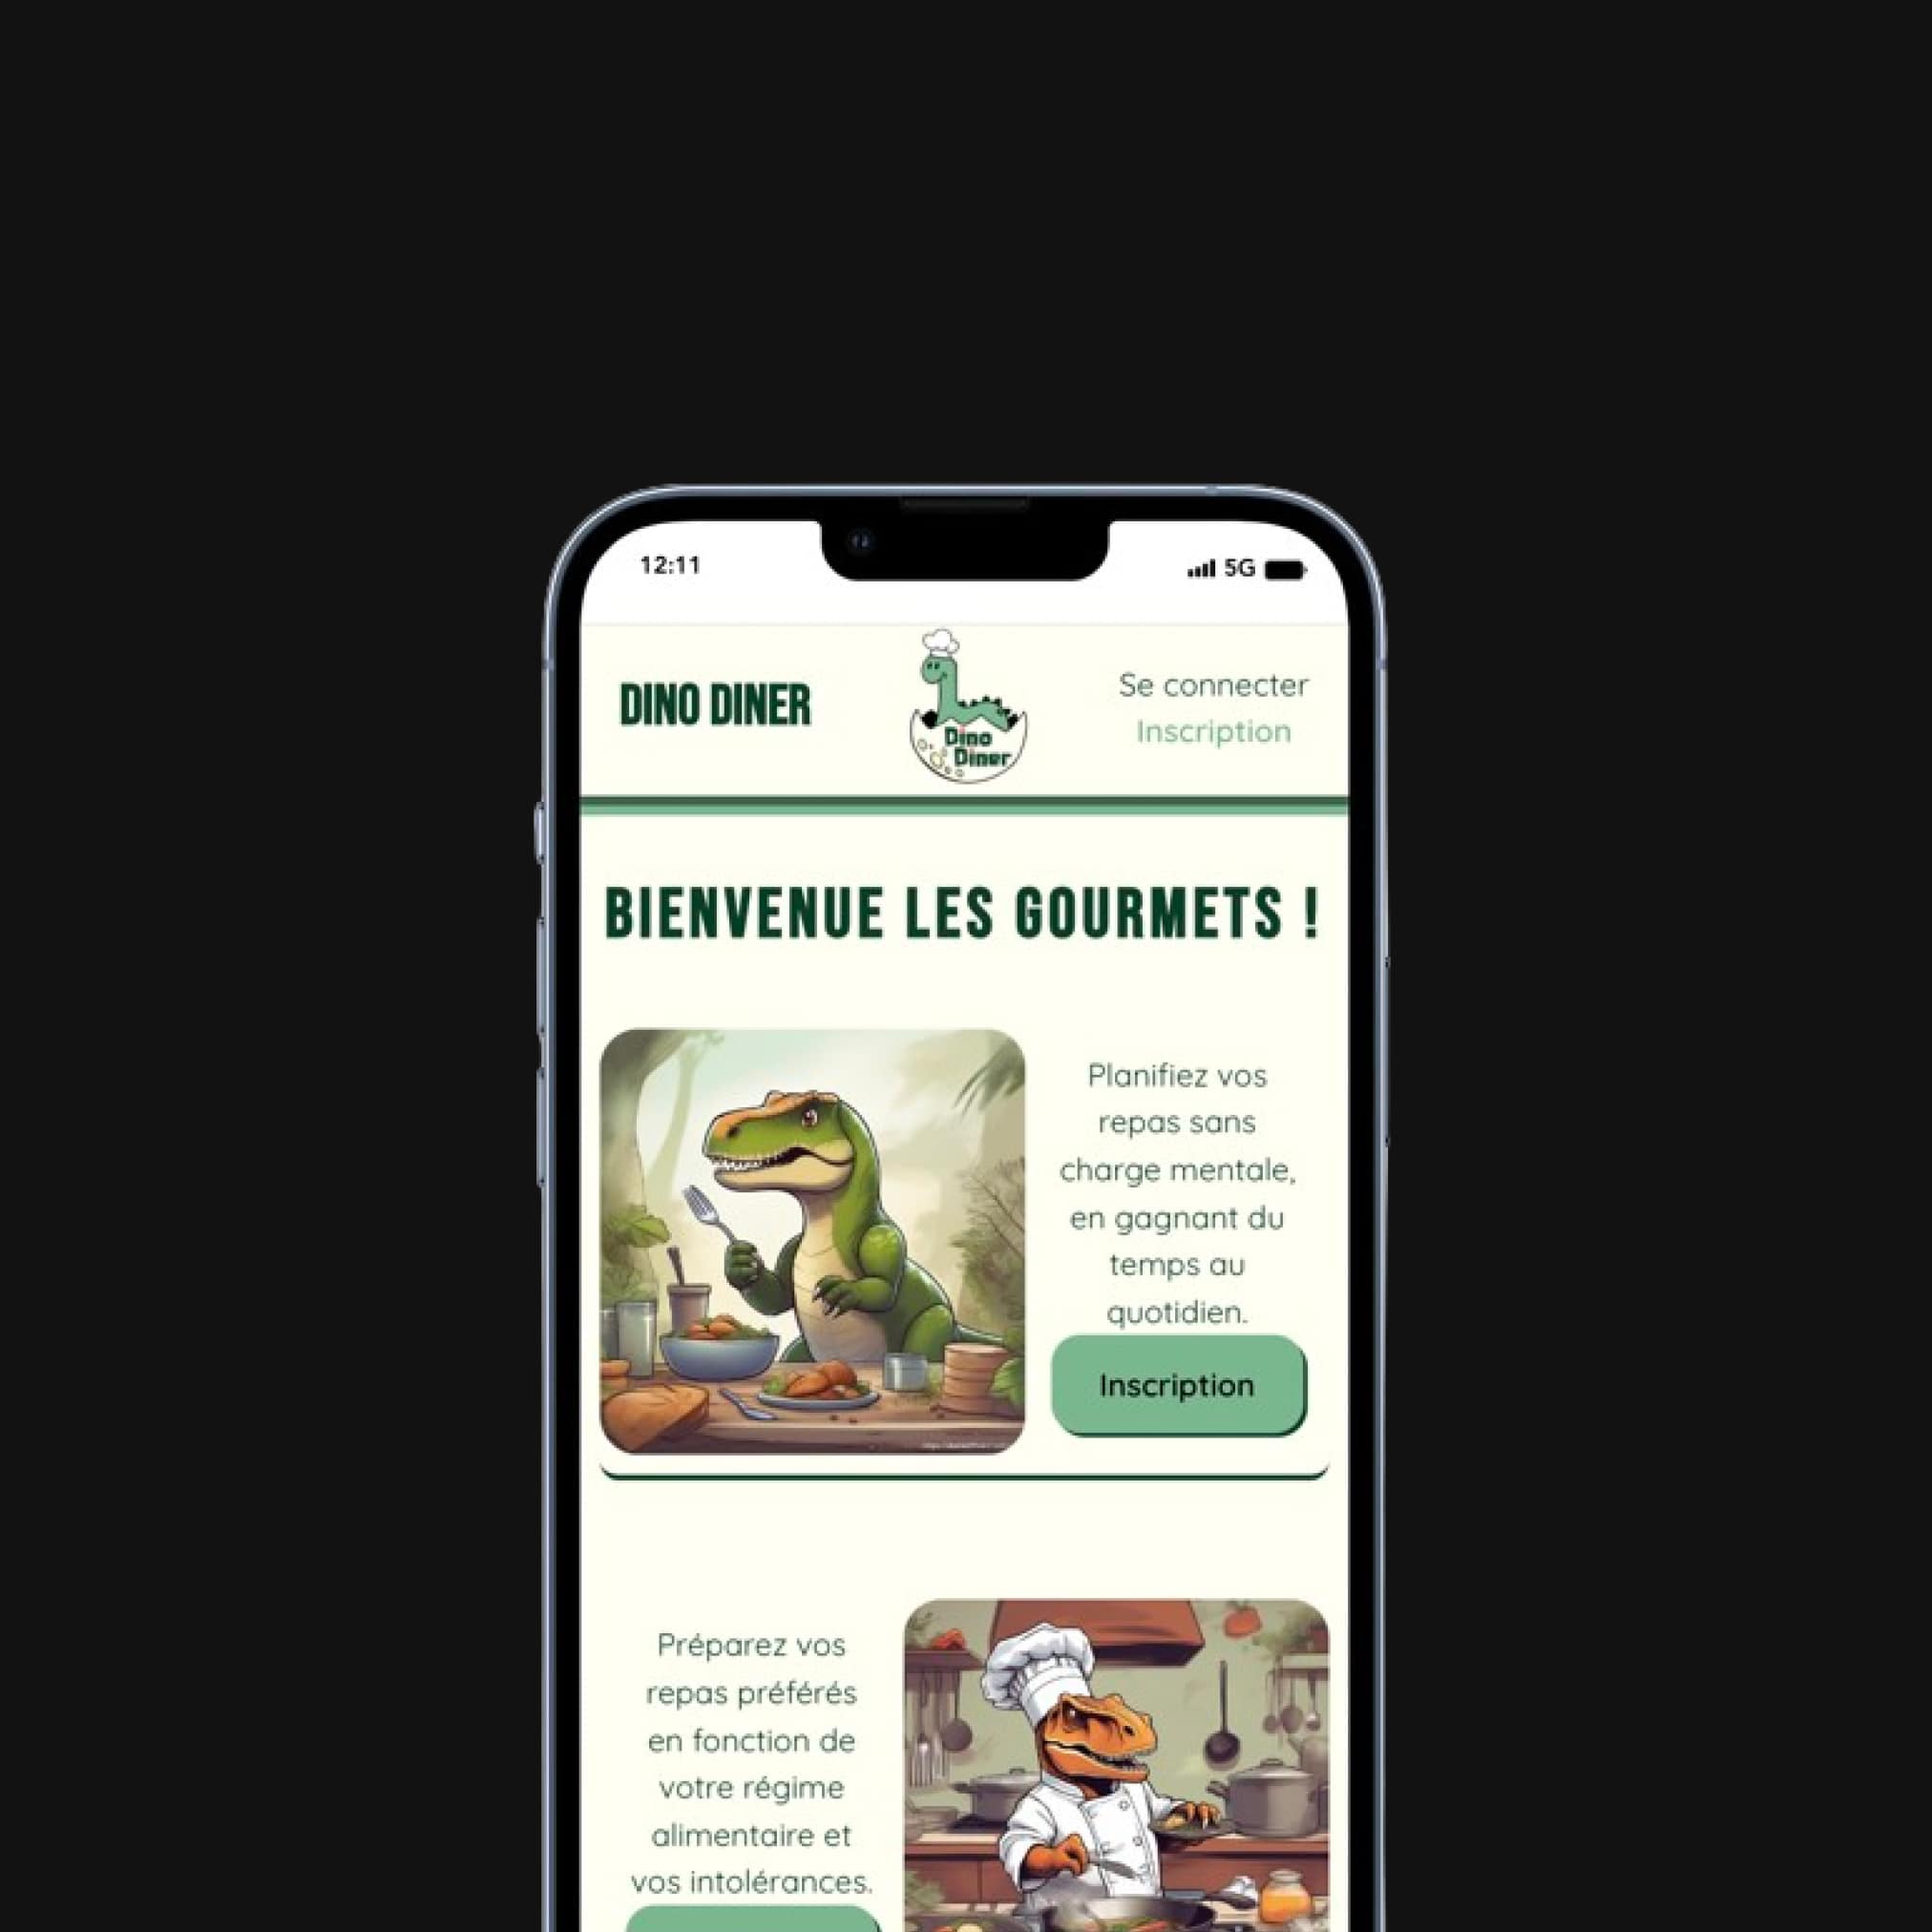 12:11
5G
DINO DINER
Dino
Diner
Se connecter
Inscription
BIENVENUE LES GOURMETS !
Planifiez vos
repas sans
charge mentale,
en gagnant du
temps au
quotidien.
Inscription
Préparez vos
repas préférés
en fonction de
votre régime
alimentaire et
vos intolérances.